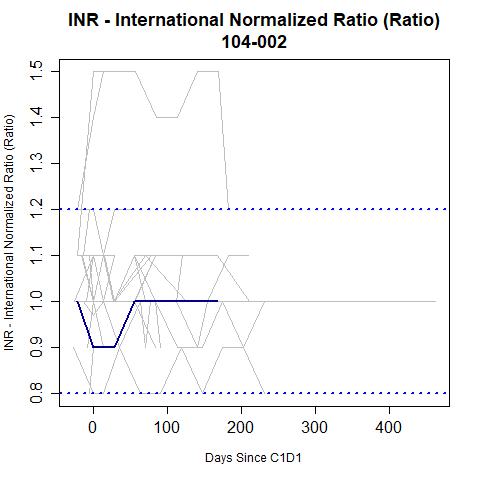 INR - International Normalized Ratio (Ratio)
104-002
INR - International Normalized Ratio (Ratio)
1.5
1.4
1.3
1.2
1.1
1.0
0.9
0.8
0 100 200 300 400
Days Since C1D1